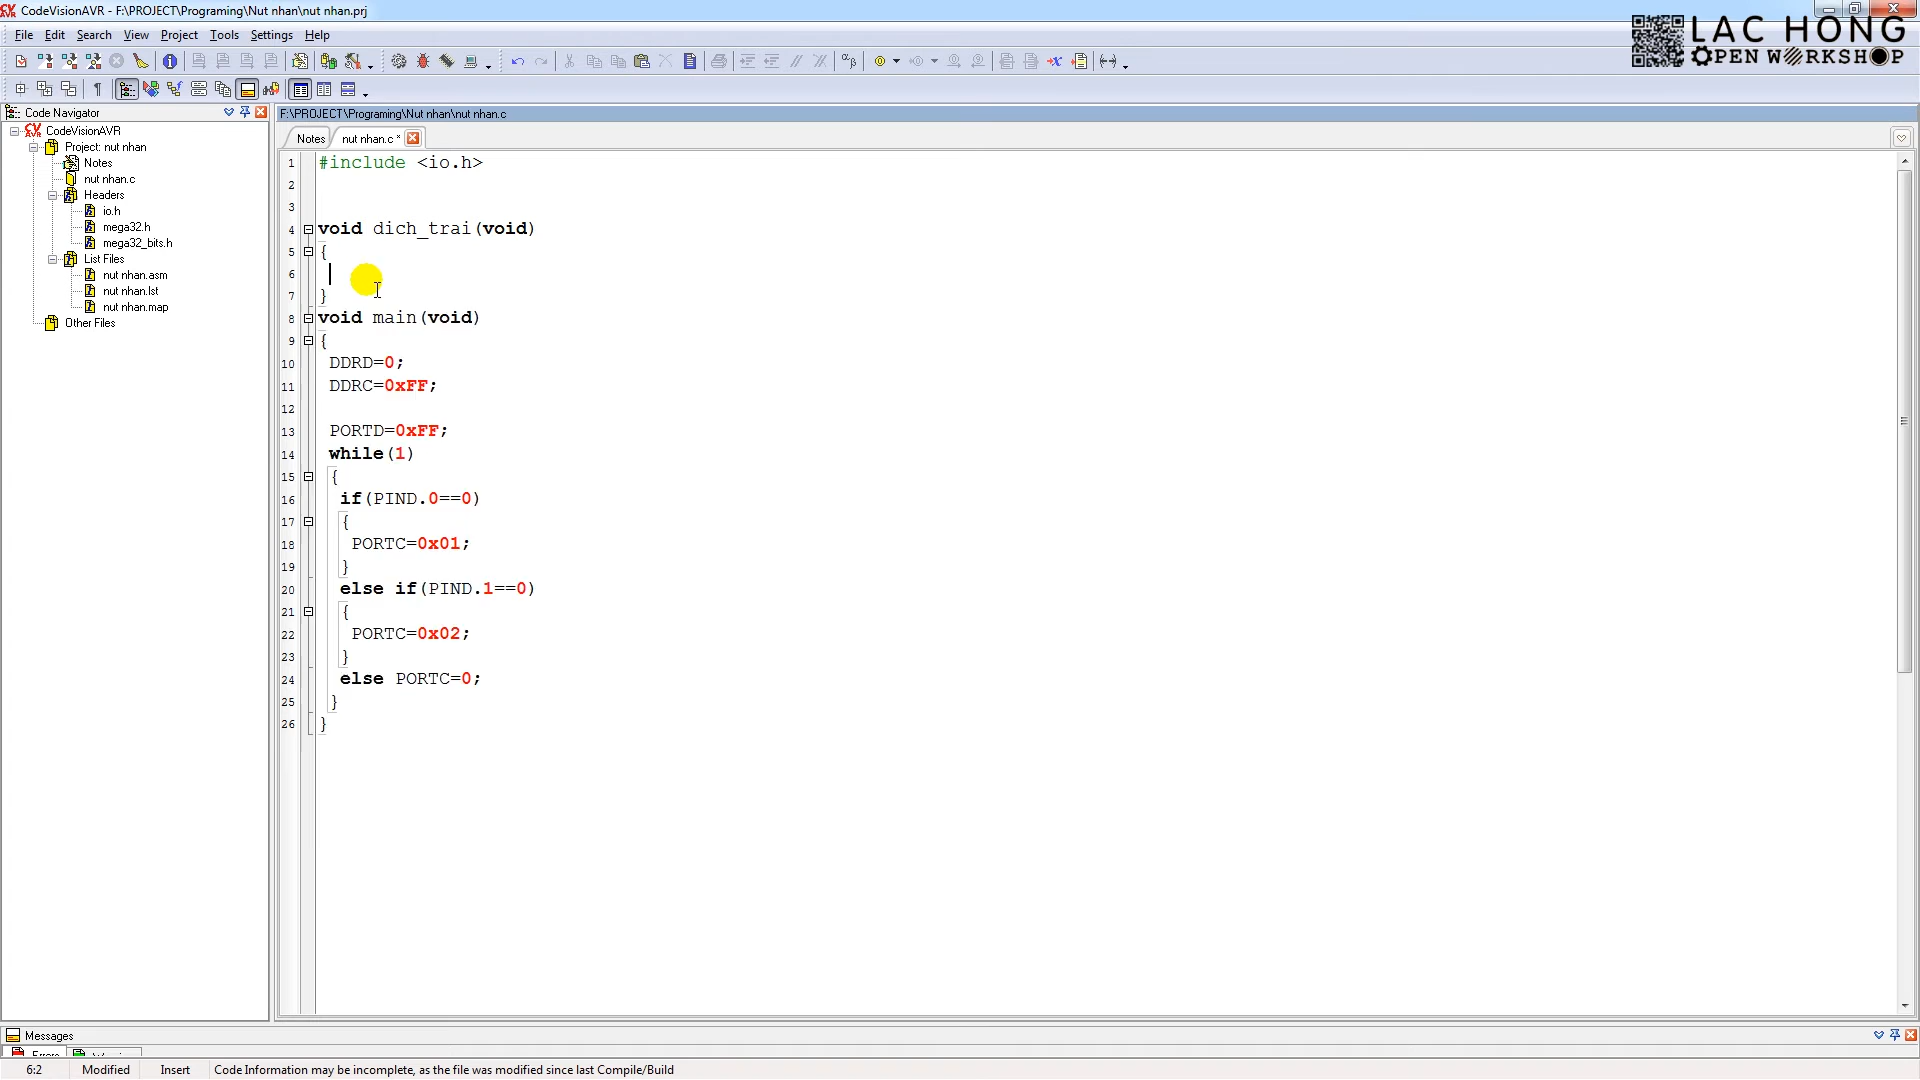 CodeVisionAVR - F:\PROJECT\Programing\Nut nhan\nut nhan.prj
File Edit Search View Project Tools Settings Help
LAC HONG
OPEN WORKSHOP
Code Navigator
CodeVisionAVR
Project: nut nhan
Notes
nut nhan.c
Headers
io.h
mega32.h
mega32_bits.h
List Files
nut nhan.asm
nut nhan.lst
nut nhan.map
Other Files
F:\PROJECT\Programing\Nut nhan\nut nhan.c
Notes nut nhan.c *
1 #include <io.h>
2
3
4 void dich_trai(void)
5 {
6
7 }
8 void main(void)
9 {
10 DDRD=0;
11 DDRC=0xFF;
12
13 PORTD=0xFF;
14 while(1)
15 {
16 if(PIND.0==0)
17 {
18 PORTC=0x01;
19 }
20 else if(PIND.1==0)
21 {
22 PORTC=0x02;
23 }
24 else PORTC=0;
25 }
26 }
Messages
Errors
6:2 Modified Insert Code Information may be incomplete, as the file was modified since last Compile/Build